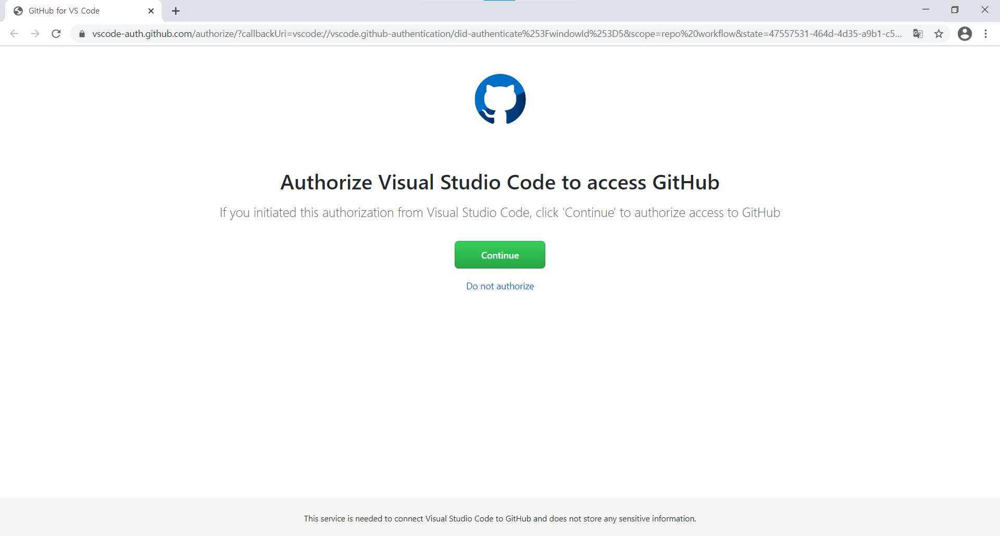 GitHub for VS Code
vscode-auth.github.com/authorize/?callbackUri=vscode://vscode.github-authentication/did-authenticate%253FwindowId%253D5&scope=repo%20workflow&state=47557531-464d-4d35-a9b1-c5...
Authorize Visual Studio Code to access GitHub
If you initiated this authorization from Visual Studio Code, click 'Continue' to authorize access to GitHub
Continue
Do not authorize
This service is needed to connect Visual Studio Code to GitHub and does not store any sensitive information.